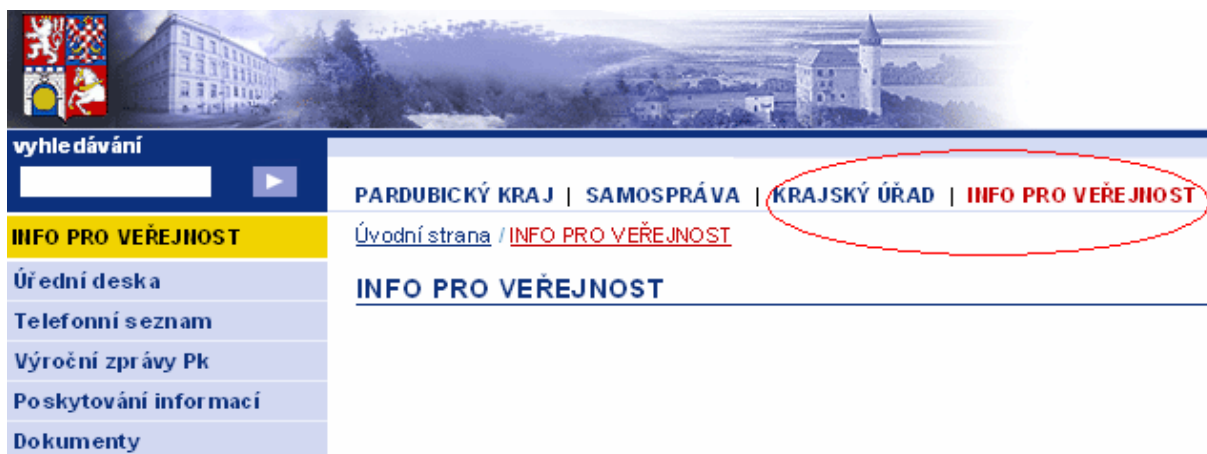 vyhledávání
PARDUBICKÝ KRAJ | SAMOSPRÁVA | KRAJSKÝ ÚŘAD | INFO PRO VEŘEJNOST
INFO PRO VEŘEJNOST
Úvodní strana / INFO PRO VEŘEJNOST
INFO PRO VEŘEJNOST
Úřední deska
Telefonní seznam
Výroční zprávy Pk
Poskytování informací
Dokumenty